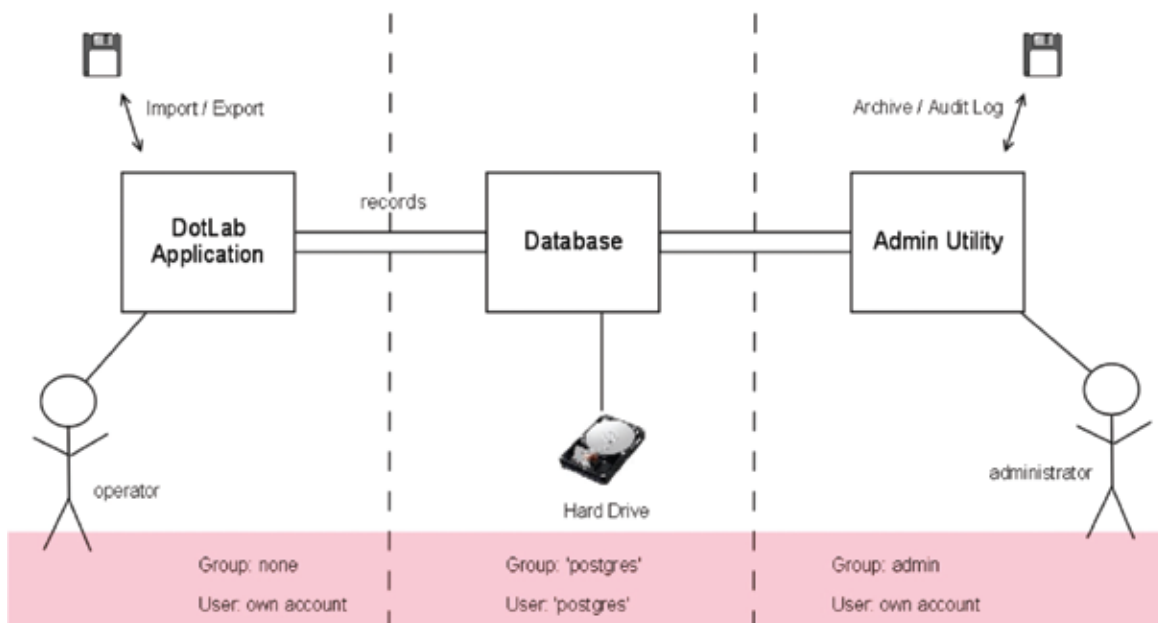 Import / Export
Archive / Audit Log
records
DotLab
Application
Database
Admin Utility
operator
administrator
Hard Drive
Group: none
Group: 'postgres'
Group: admin
User: own account
User: 'postgres'
User: own account